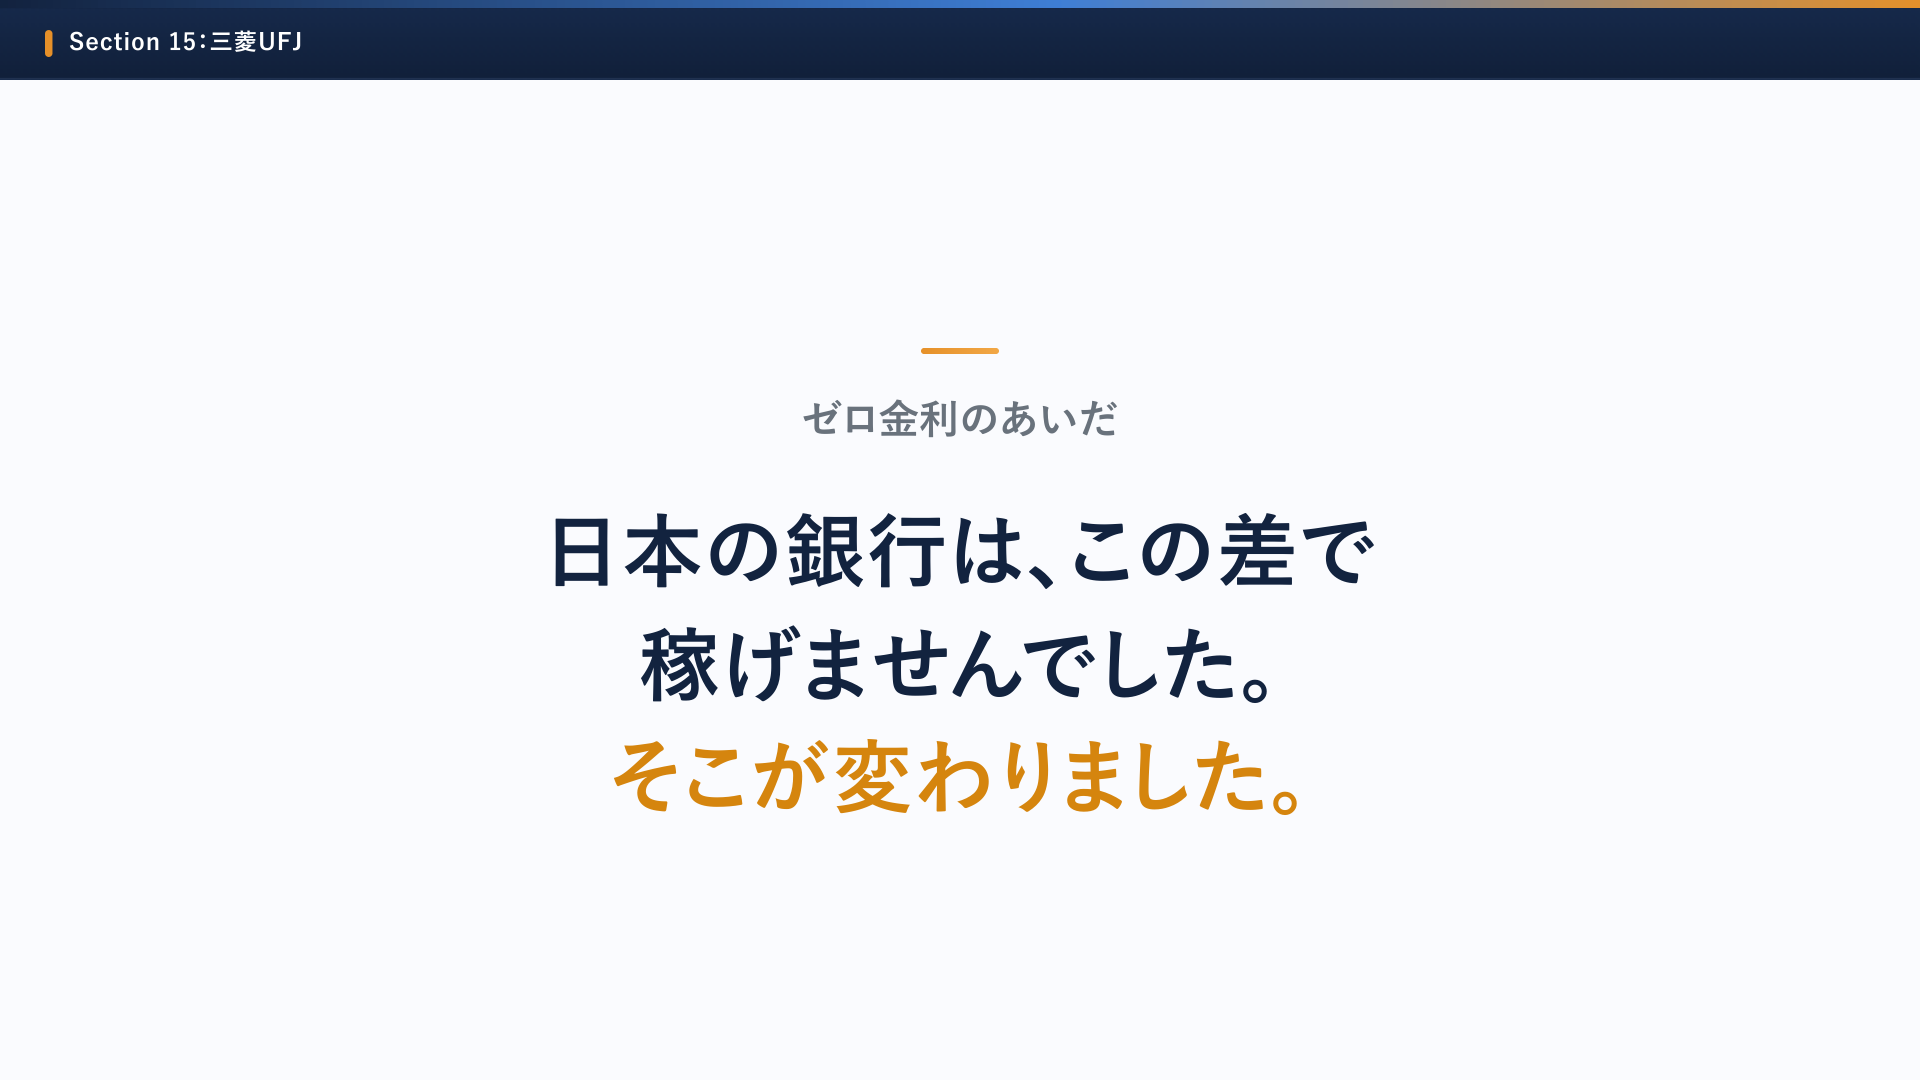 Section 15：三菱UFJ
ゼロ金利のあいだ
日本の銀行は、この差で
稼げませんでした。
そこが変わりました。